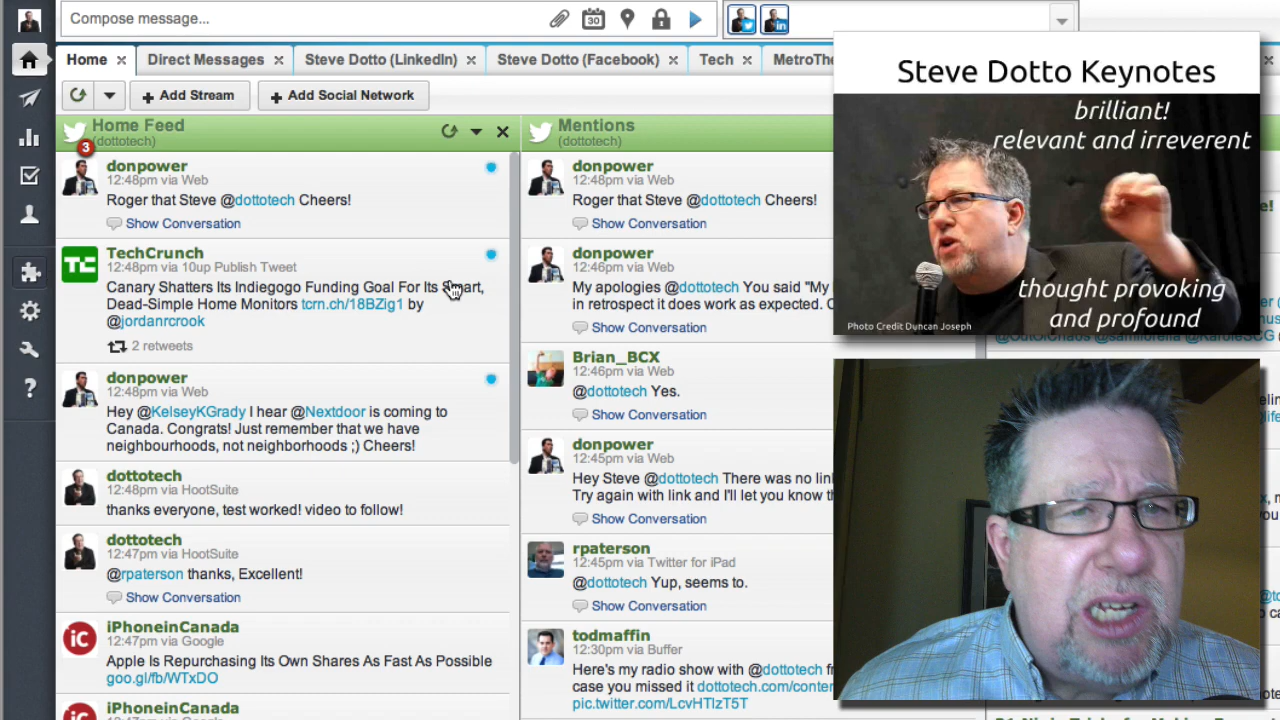 Compose message...
30
Home
Direct Messages
Steve Dotto (LinkedIn)
Steve Dotto (Facebook)
Tech
Add Stream
Add Social Network
Home Feed
(dottotech)
3
donpower
12:48pm via Web
Roger that Steve @dottotech Cheers!
Show Conversation
TechCrunch
12:48pm via 10up Publish Tweet
Canary Shatters Its Indiegogo Funding Goal For Its Smart,
Dead-Simple Home Monitors tcrn.ch/18BZig1 by
@jordanrcrook
2 retweets
donpower
12:48pm via Web
Hey @KelseyKGrady I hear @Nextdoor is coming to
Canada. Congrats! Just remember that we have
neighbourhoods, not neighborhoods ;) Cheers!
dottotech
12:48pm via HootSuite
thanks everyone, test worked! video to follow!
dottotech
12:47pm via HootSuite
@rpaterson thanks, Excellent!
Show Conversation
iPhoneinCanada
12:47pm via Google
Apple Is Repurchasing Its Own Shares As Fast As Possible
goo.gl/fb/WTxDO
iPhoneinCanada
Mentions
(dottotech)
donpower
12:48pm via Web
Roger that Steve @dottotech Cheers!
Show Conversation
donpower
12:46pm via Web
My apologies @dottotech You said "My
in retrospect it does work as expected.
Show Conversation
Brian_BCX
12:46pm via Web
@dottotech Yes.
Show Conversation
donpower
12:45pm via Web
Hey Steve @dottotech There was no
Try again with link and I'll let you know
Show Conversation
rpaterson
12:45pm via Twitter for iPad
@dottotech Yup, seems to.
Show Conversation
todmaffin
12:30pm via Buffer
Here's my radio show with @dottotech
case you missed it
pic.twitter.com/LcvHTlzT5T
Steve Dotto Keynotes
brilliant!
relevant and irreverent
thought provoking
and profound
Photo Credit Duncan Joseph